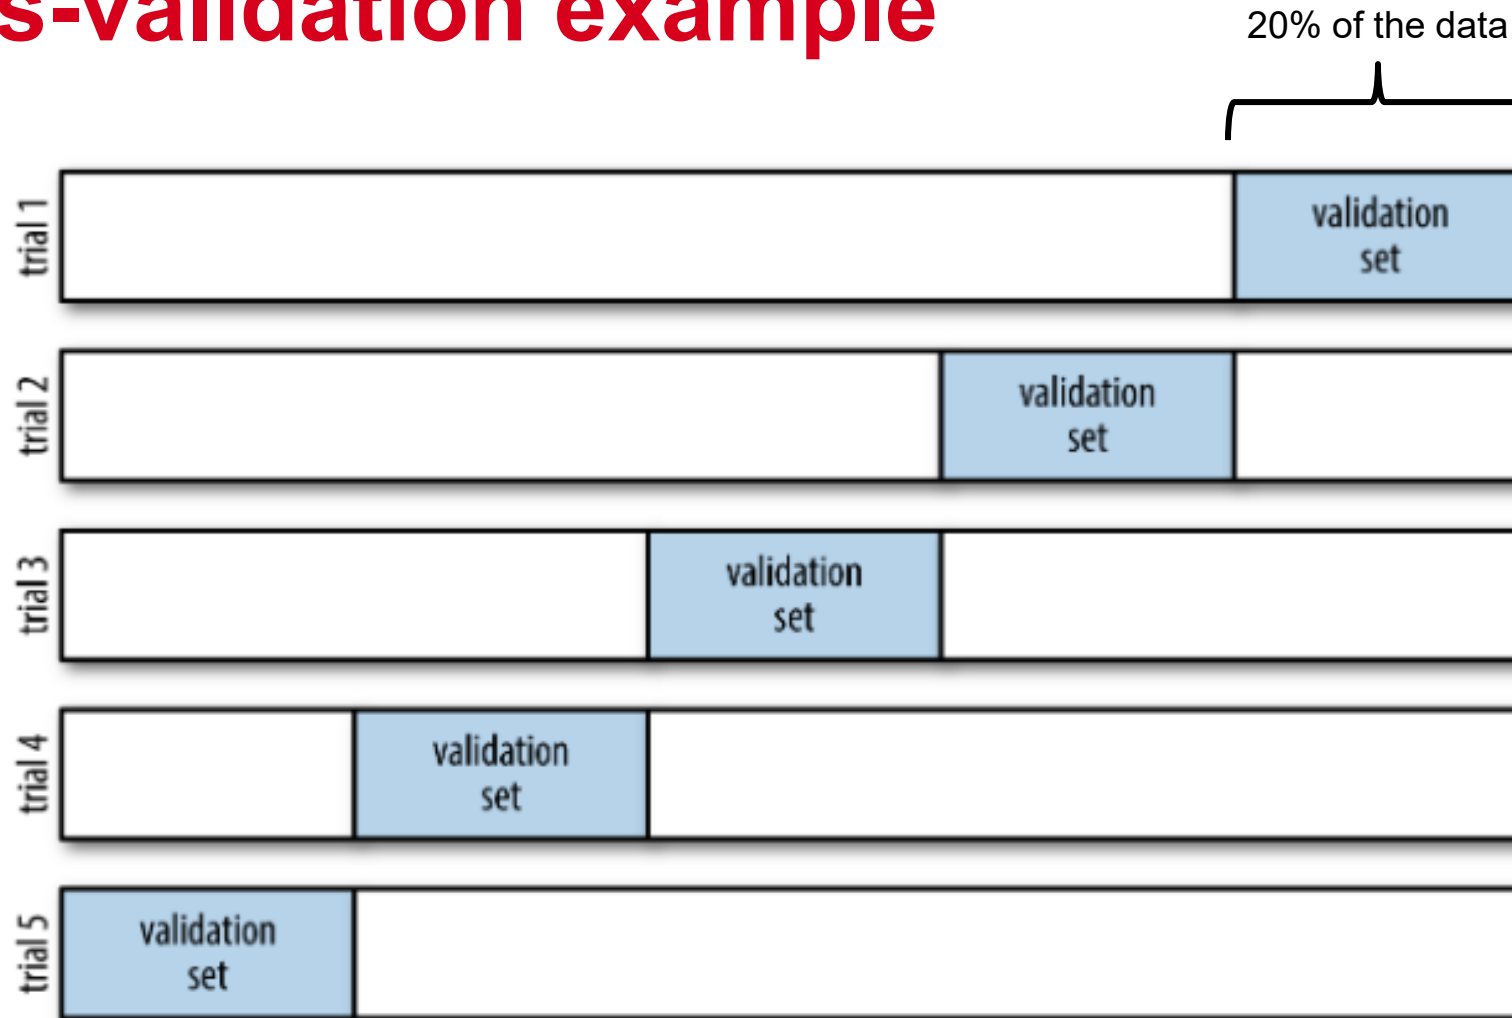 s-validation example
20% of the data
trial 1
validation
set
trial 2
validation
set
trial 3
validation
set
trial 4
validation
set
trial 5
validation
set